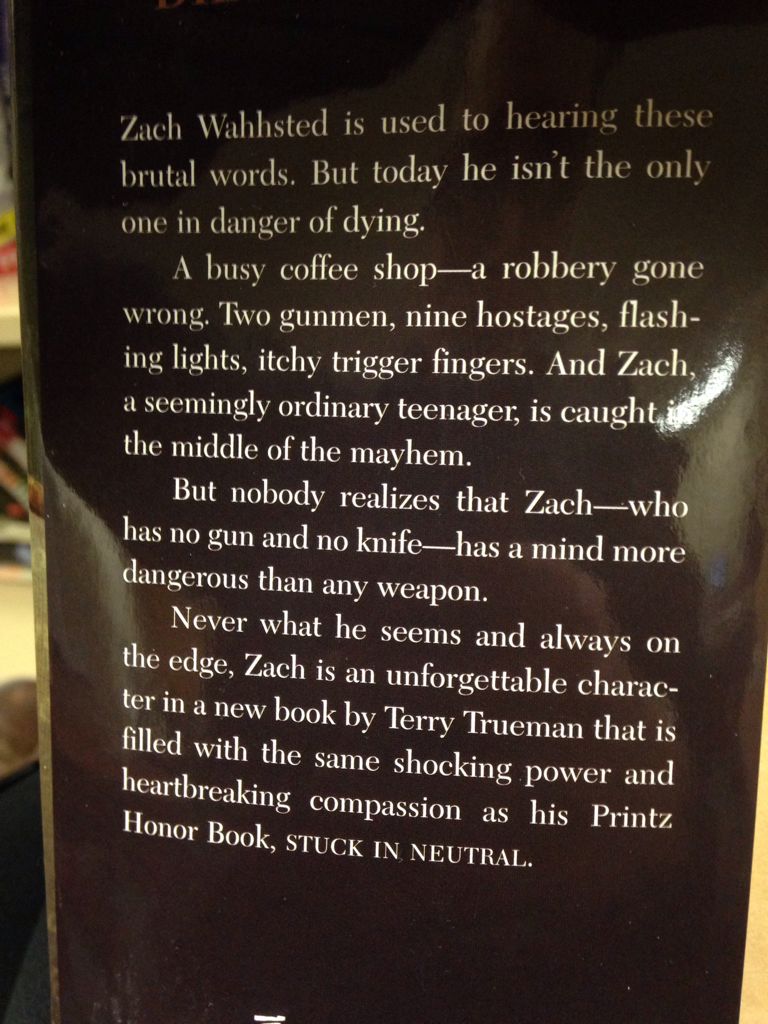 Zach Wahhsted is used to hearing these
brutal words. But today he isn't the only
one in danger of dying.
A busy coffee shop—a robbery gone
wrong. Two gunmen, nine hostages, flash-
ing lights, itchy trigger fingers. And Zach,
a seemingly ordinary teenager, is caught in
the middle of the mayhem.
But nobody realizes that Zach—who
has no gun and no knife—has a mind more
dangerous than any weapon.
Never what he seems and always on
the edge, Zach is an unforgettable charac-
ter in a new book by Terry Trueman that is
filled with the same shocking power and
heartbreaking compassion as his Printz
Honor Book, STUCK IN NEUTRAL.